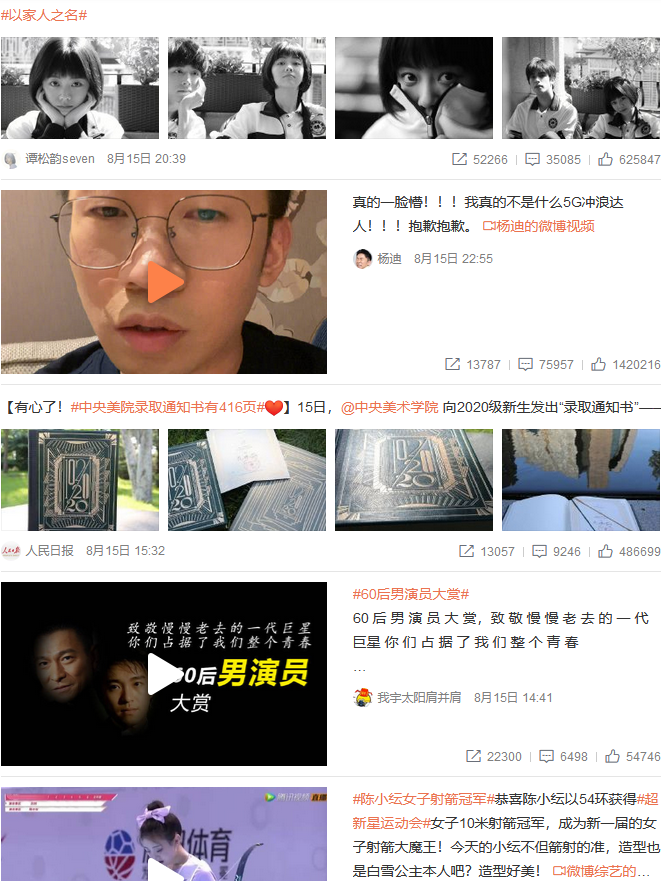 #以家人之名#
谭松韵seven 8月15日 20:39
52266 35085 625847
真的一脸懵！！！我真的不是什么5G冲浪达
人！！！抱歉抱歉。 杨迪的微博视频
杨迪 8月15日 22:55
13787 75957 1420216
【有心了！#中央美院录取通知书有416页#❤】15日，@中央美术学院 向2020级新生发出“录取通知书”——
2020
人民日报 8月15日 15:32
13057 9246 486699
致敬慢慢老去的一代巨星
你们占据了我们整个青春
60后男演员
大赏
#60后男演员大赏#
60 后 男 演 员 大 赏，致 敬 慢 慢 老 去 的 一 代
巨星 你 们 占 据 了 我 们 整 个 青 春
…
我宇太阳肩并肩 8月15日 14:41
22300 6498 54746
腾讯视频 直播
体育
#陈小纭女子射箭冠军#恭喜陈小纭以54环获得#超
新星运动会#女子10米射箭冠军，成为新一届的女
子射箭大魔王！今天的小纭不但箭射的准，造型也
是白雪公主本人吧？造型好美！ 微博综艺的...